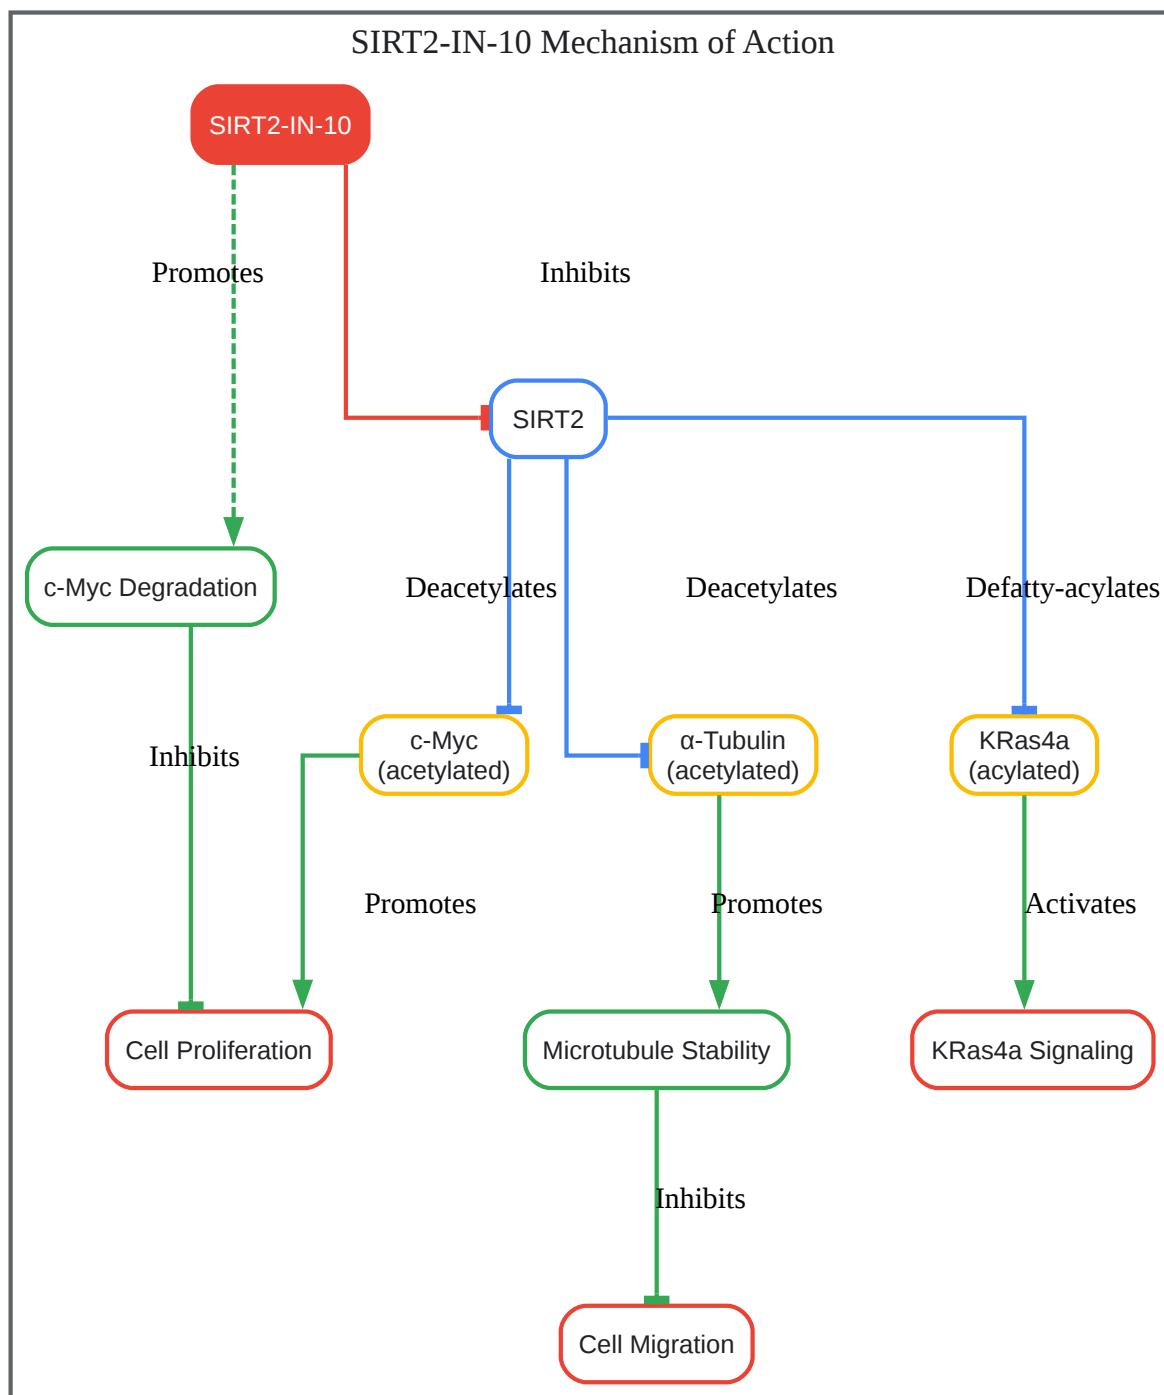 SIRT2-IN-10 Mechanism of Action
SIRT2-IN-10
Promotes
Inhibits
SIRT2
c-Myc Degradation
Deacetylates
Deacetylates
Defatty-acylates
Inhibits
c-Myc
(acetylated)
α-Tubulin
(acetylated)
KRas4a
(acylated)
Promotes
Promotes
Activates
Cell Proliferation
Microtubule Stability
KRas4a Signaling
Inhibits
Cell Migration